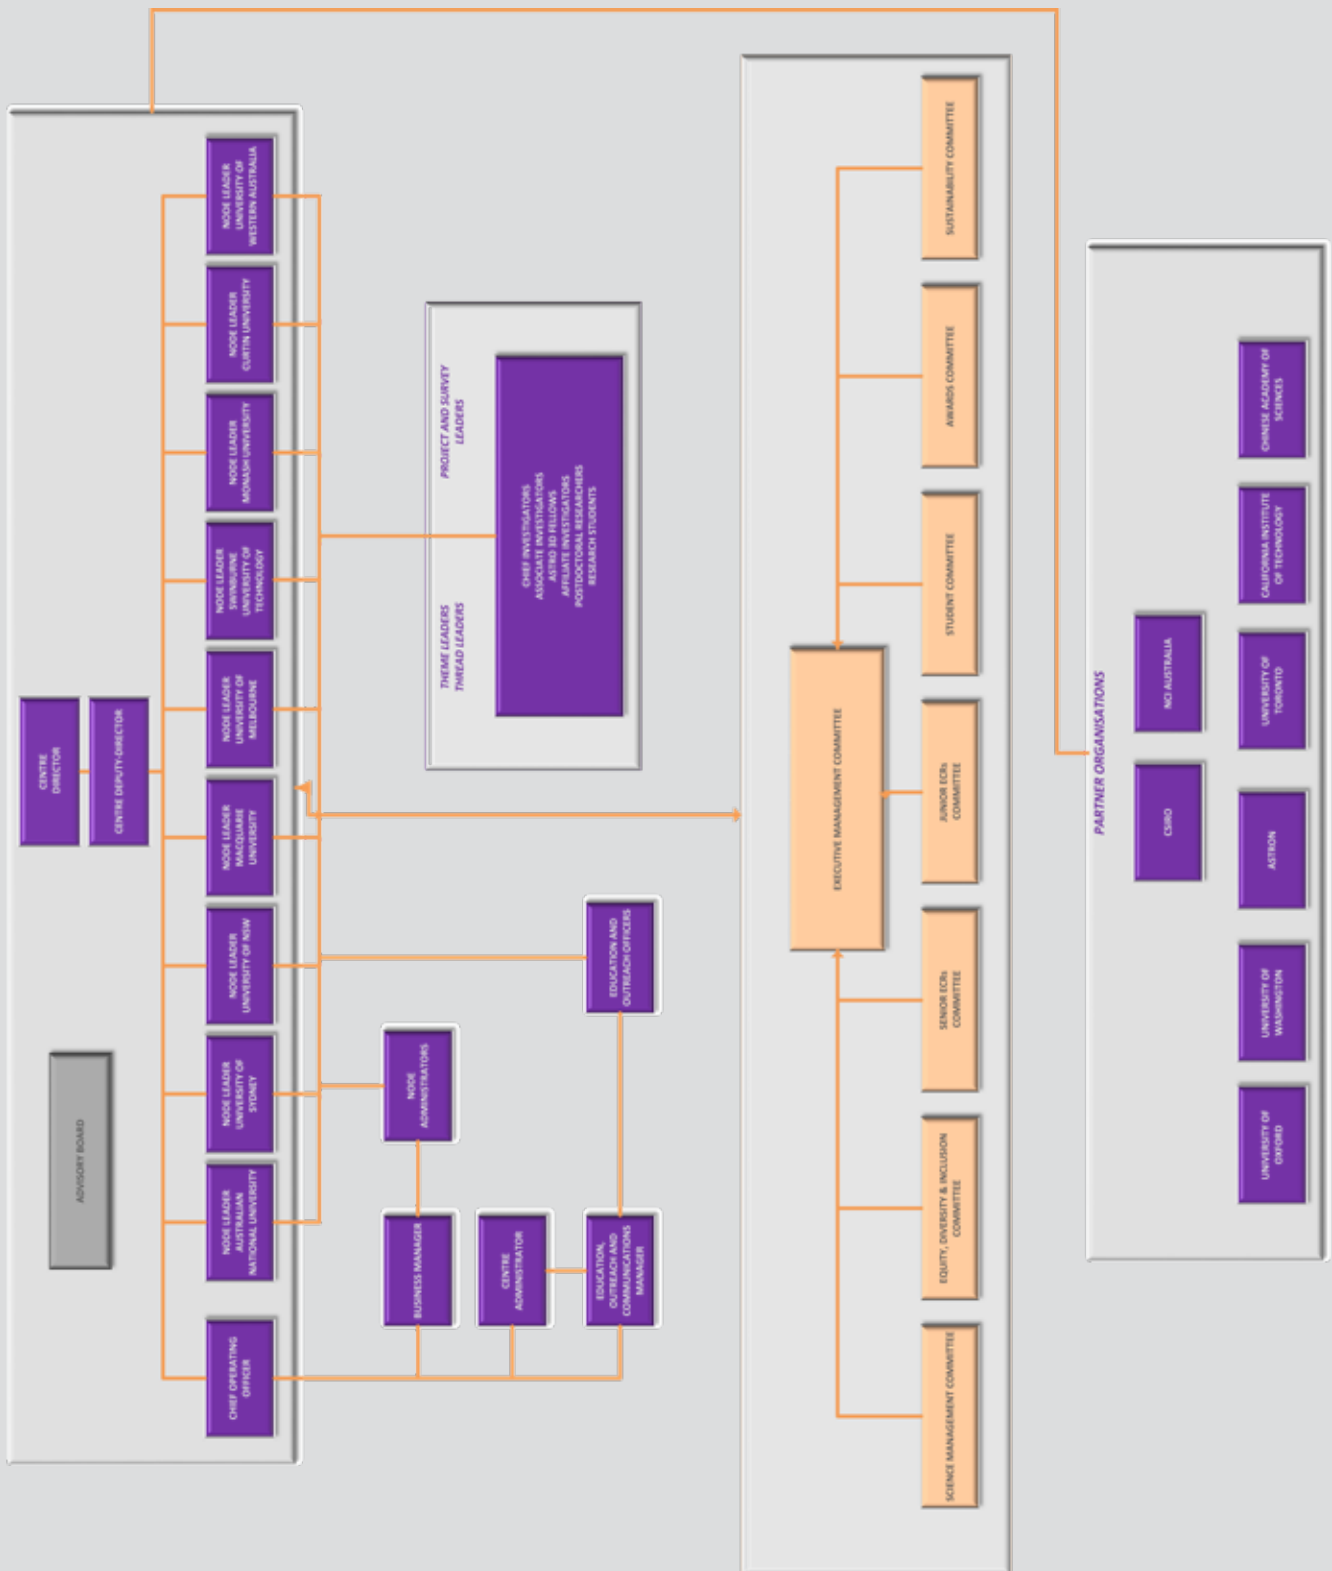 CENTRE
DIRECTOR
CENTRE DEPUTY-DIRECTOR
ADVISORY BOARD
CHIEF OPERATING
OFFICER
NODE LEADER
AUSTRALIAN
NATIONAL UNIVERSITY
NODE LEADER
UNIVERSITY OF
SYDNEY
NODE LEADER
UNIVERSITY OF NSW
NODE LEADER
MACQUARIE
UNIVERSITY
NODE LEADER
UNIVERSITY OF
MELBOURNE
NODE LEADER
SWINBURNE
UNIVERSITY OF
TECHNOLOGY
NODE LEADER
MONASH UNIVERSITY
NODE LEADER
CURTIN UNIVERSITY
NODE LEADER
UNIVERSITY OF
WESTERN AUSTRALIA
BUSINESS MANAGER
NODE
ADMINISTRATORS
CENTRE
ADMINISTRATOR
EDUCATION,
OUTREACH AND
COMMUNICATIONS
MANAGER
EDUCATION AND
OUTREACH OFFICERS
THEME LEADERS
THREAD LEADERS
PROJECT AND SURVEY
LEADERS
CHIEF INVESTIGATORS
ASSOCIATE INVESTIGATORS
ASTRO 3D FELLOWS
AFFILIATE INVESTIGATORS
POSTDOCTORAL RESEARCHERS
RESEARCH STUDENTS
EXECUTIVE MANAGEMENT COMMITTEE
SCIENCE MANAGEMENT COMMITTEE
EQUITY, DIVERSITY & INCLUSION
COMMITTEE
SENIOR ECRs
COMMITTEE
JUNIOR ECRs
COMMITTEE
STUDENT COMMITTEE
AWARDS COMMITTEE
SUSTAINABILITY COMMITTEE
PARTNER ORGANISATIONS
CSIRO
NCI AUSTRALIA
UNIVERSITY OF
OXFORD
UNIVERSITY OF
WASHINGTON
ASTRON
UNIVERSITY OF
TORONTO
CALIFORNIA INSTITUTE
OF TECHNOLOGY
CHINESE ACADEMY OF
SCIENCES